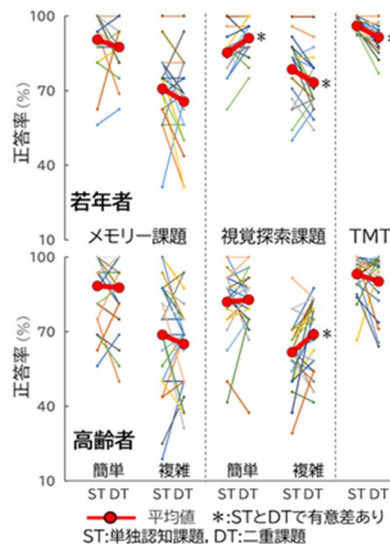 正答率(%)
100
70
40
10
若年者
メモリー課題
視覚探索課題
TMT
*
*
*
正答率(%)
100
70
40
10
高齢者
簡単
複雑
簡単
複雑
*
ST DT
ST DT
ST DT
ST DT
ST DT
平均値 *:STとDTで有意差あり
ST:単独認知課題, DT:二重課題